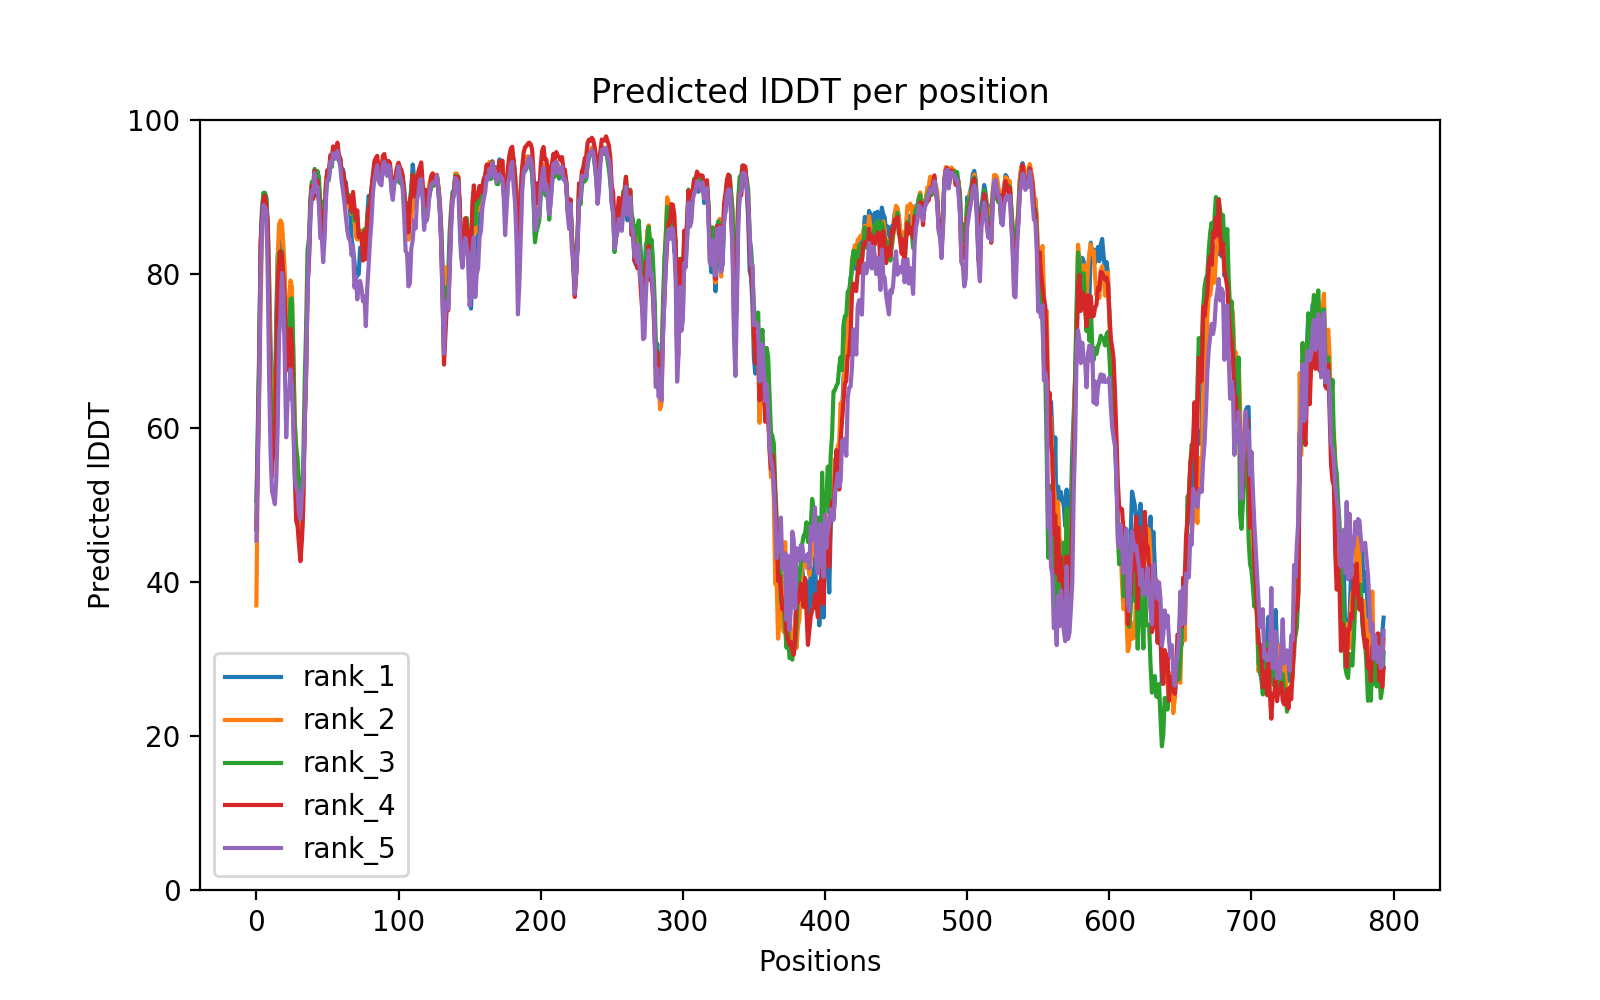 Predicted lDDT per position
100
80
60
40
20
0
Predicted lDDT
rank_1
rank_2
rank_3
rank_4
rank_5
0 100 200 300 400 500 600 700 800
Positions